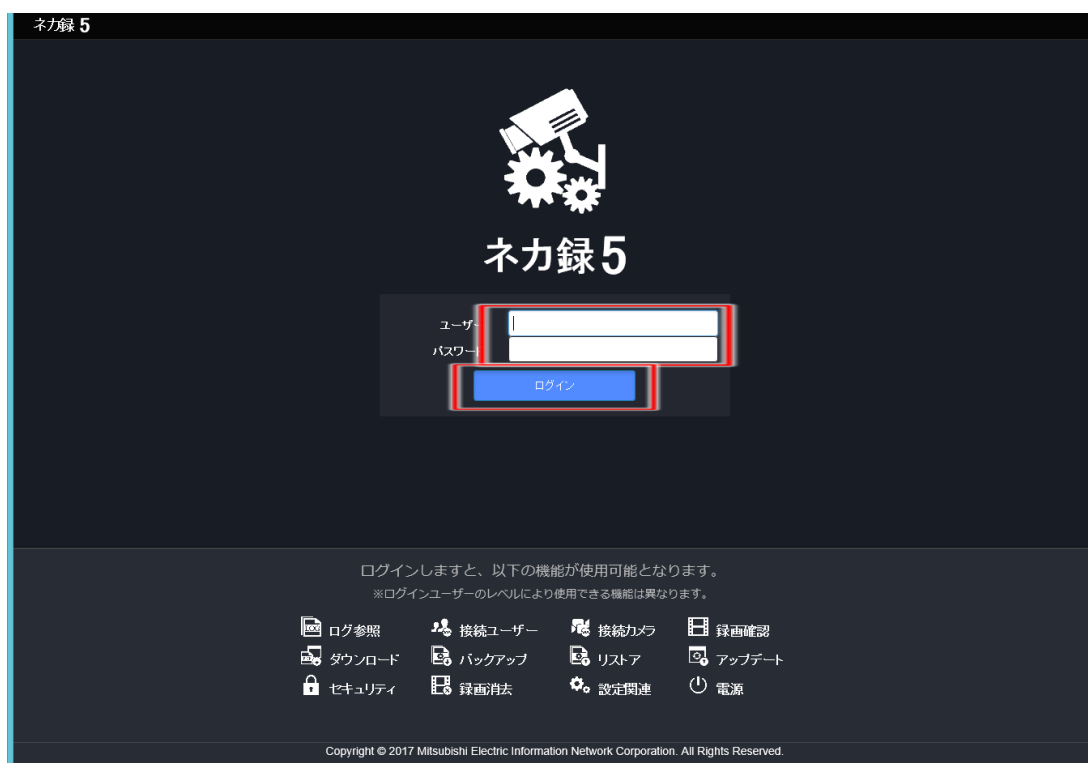 ネカ録 5
ネカ録 5
ユーザー
パスワード
ログイン
ログインしますと、以下の機能が使用可能となります。
※ログインユーザーのレベルにより使用できる機能は異なります。
ログ参照 接続ユーザー 接続カメラ 録画確認
ダウンロード バックアップ リストア アップデート
セキュリティ 録画消去 設定関連 電源
Copyright © 2017 Mitsubishi Electric Information Network Corporation. All Rights Reserved.